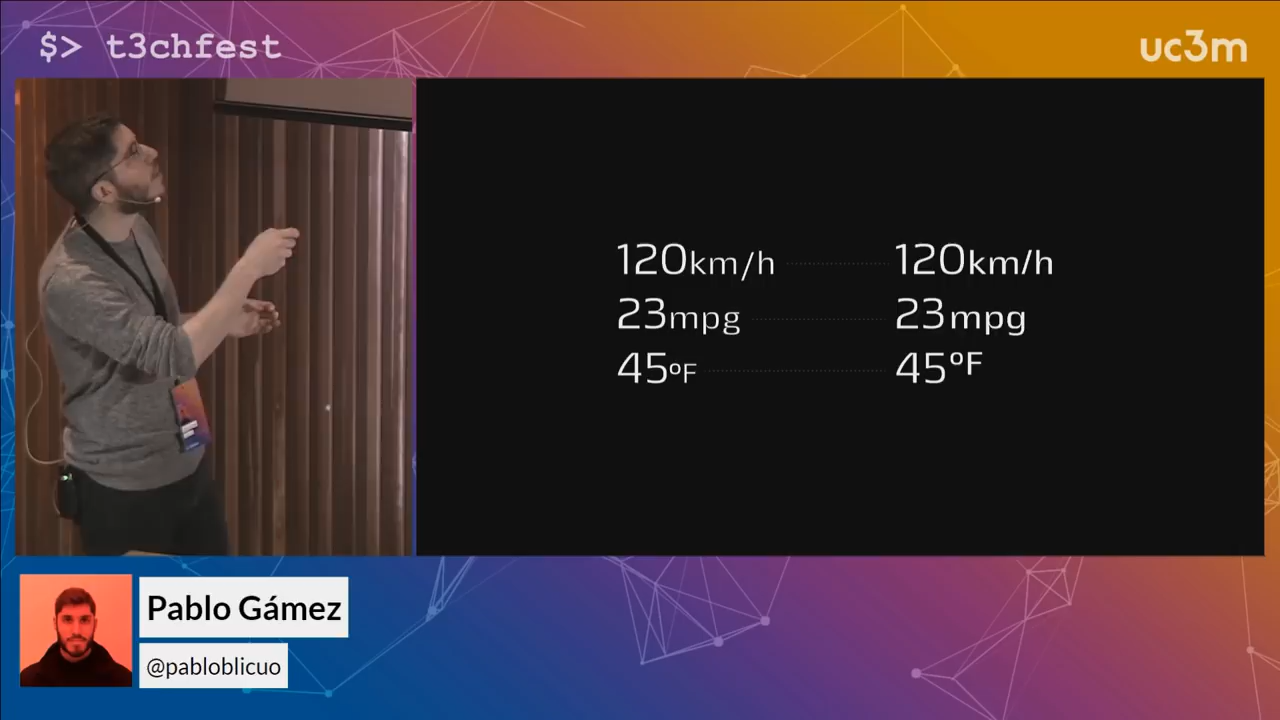 $> t3chfest
uc3m
120km/h 120km/h
23mpg 23mpg
45ºF 45ºF
Pablo Gámez
@pabloblicuo